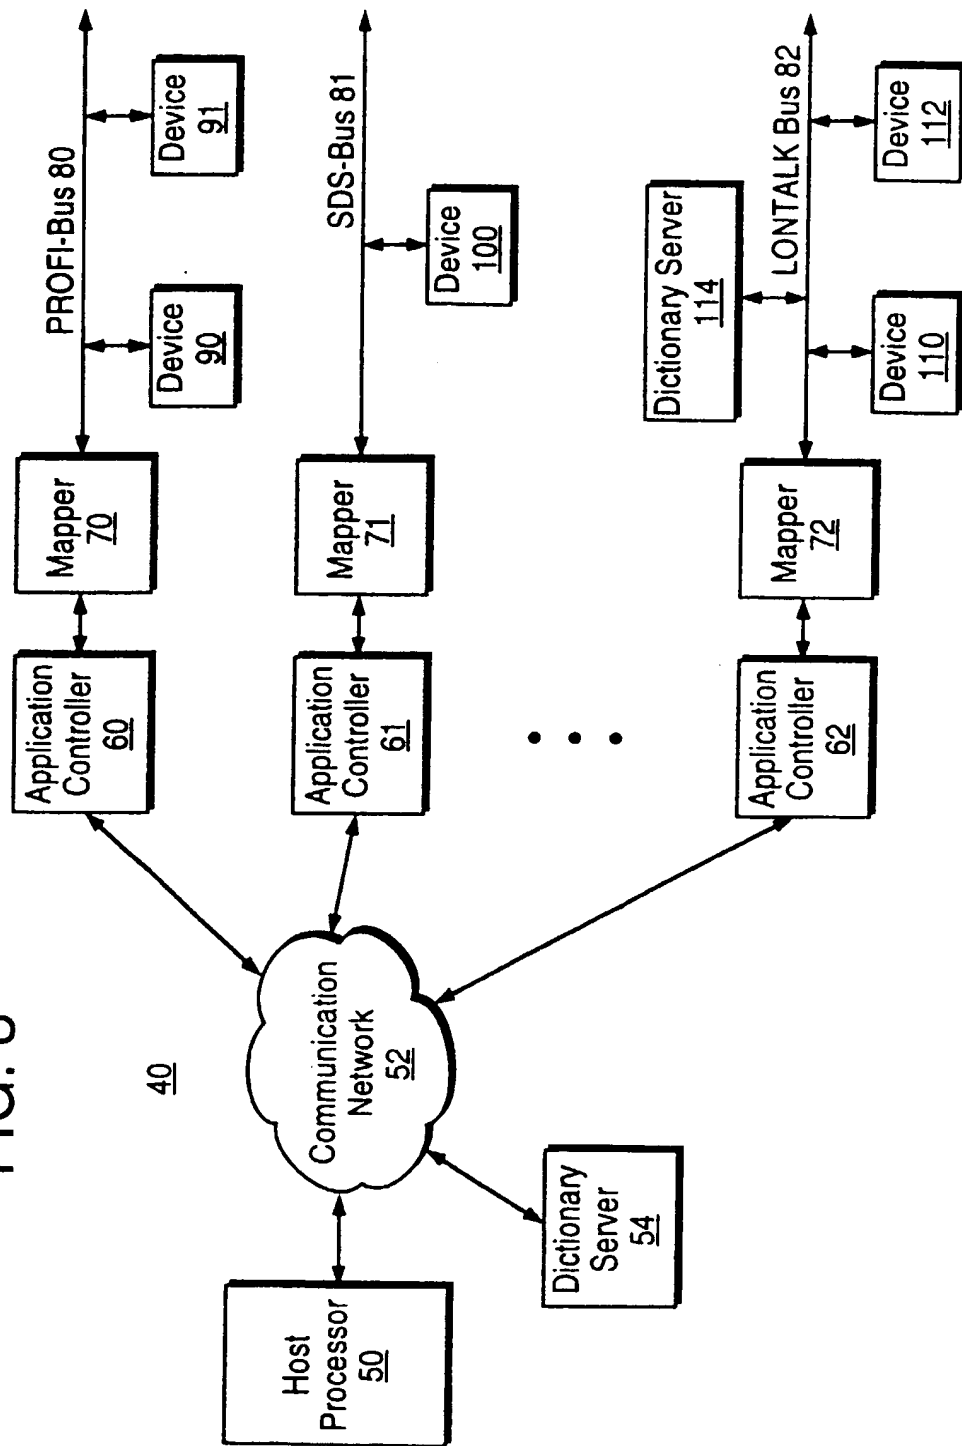 40
Host
Processor
50
Communication
Network
52
Dictionary
Server
54
Application
Controller
60
Mapper
70
PROFI-Bus 80
Device
90
Device
91
Application
Controller
61
Mapper
71
SDS-Bus 81
Device
100
Application
Controller
62
Mapper
72
LONTALK Bus 82
Dictionary Server
114
Device
110
Device
112